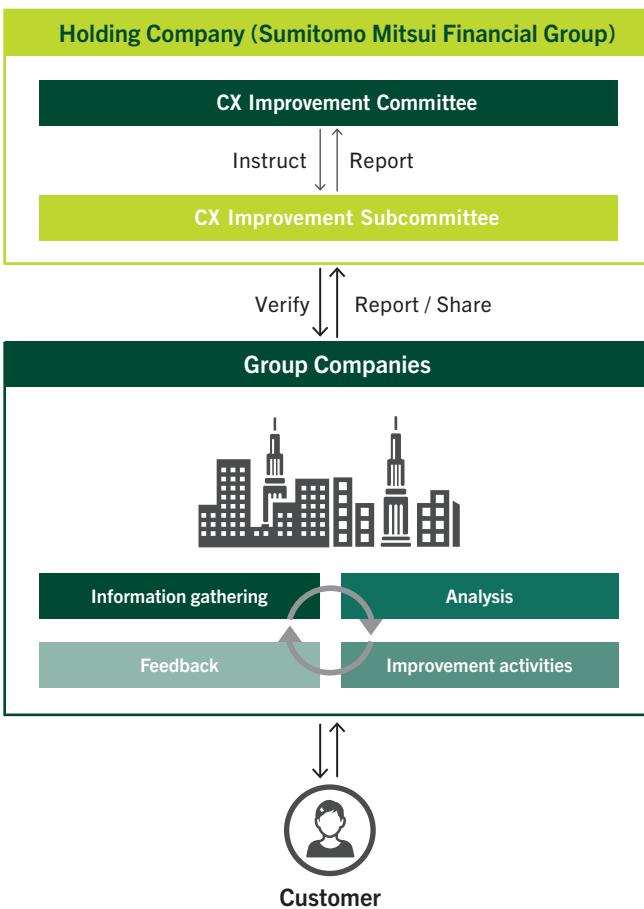 Holding Company (Sumitomo Mitsui Financial Group)
CX Improvement Committee
Instruct Report
CX Improvement Subcommittee
Verify Report / Share
Group Companies
Information gathering Analysis
Feedback Improvement activities
Customer